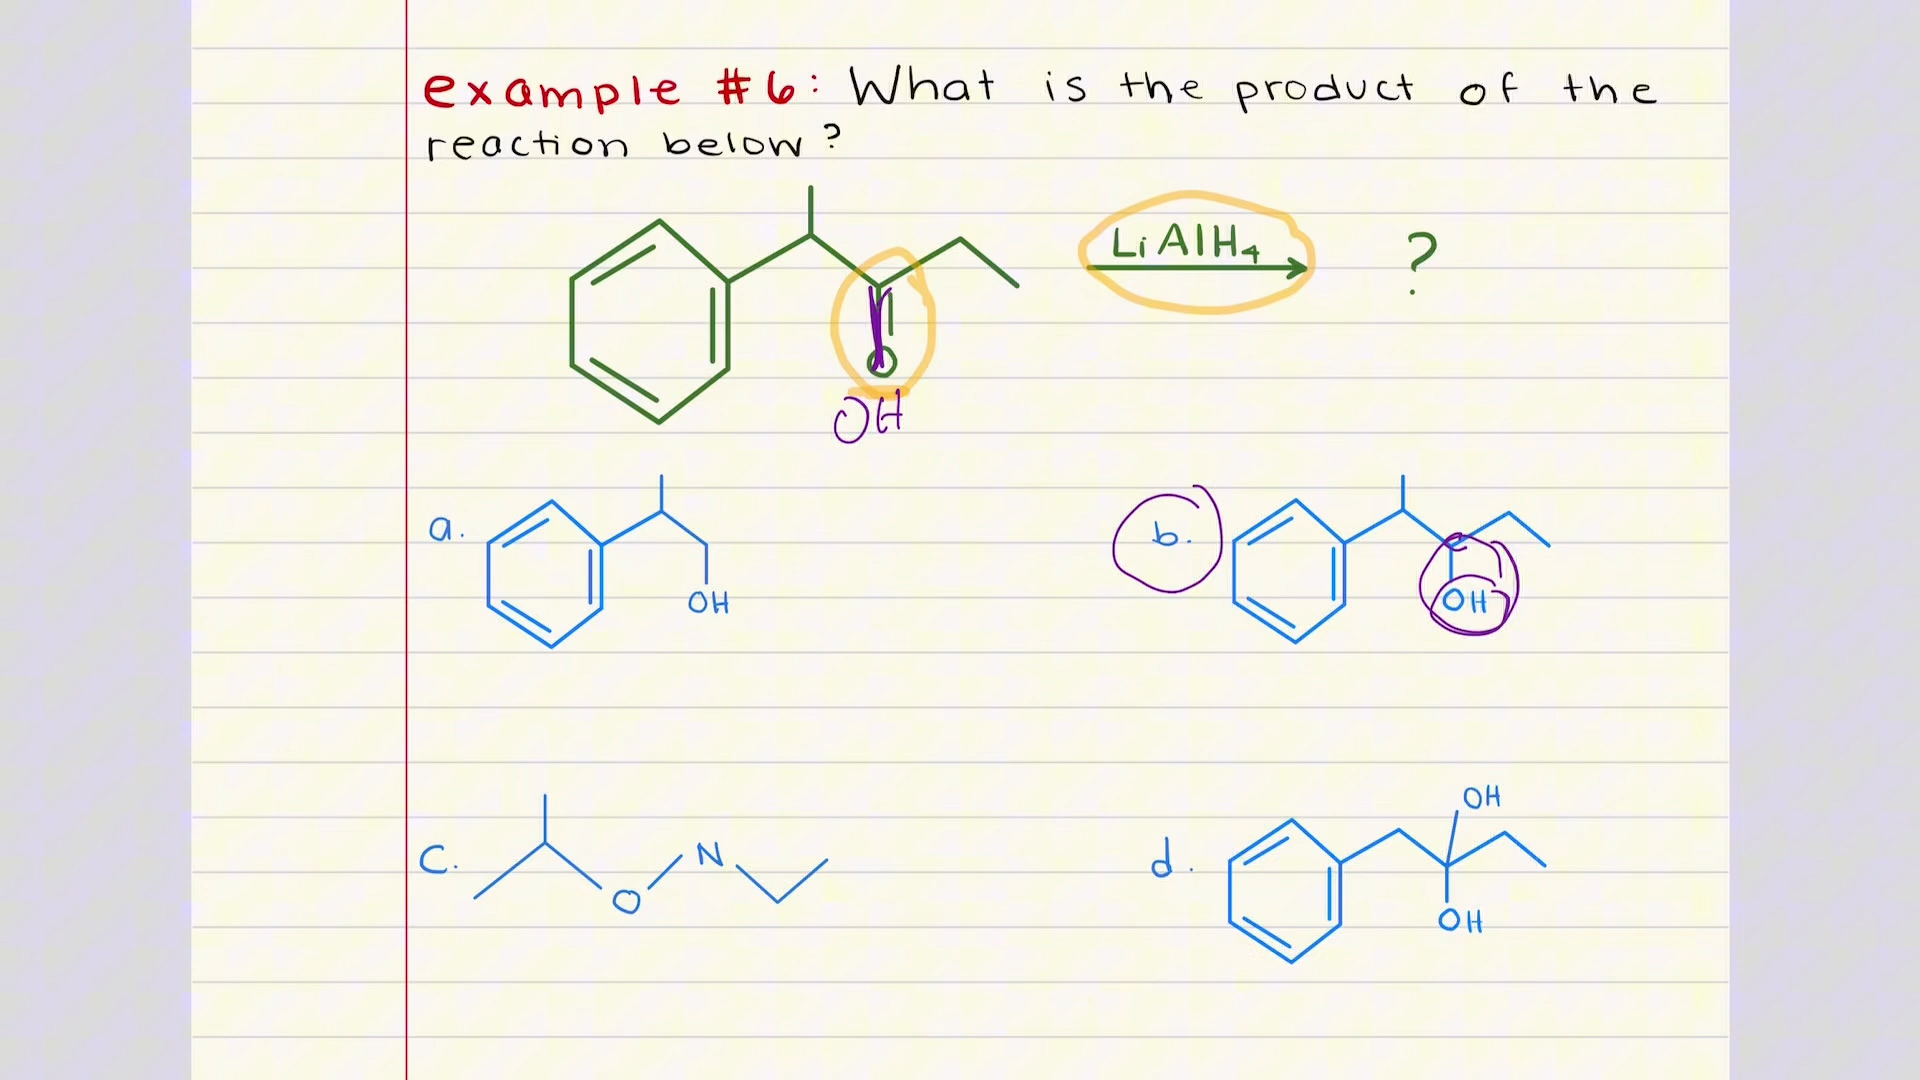 example #6: What is the product of the
reaction below?
LiAlH4
?
O
OH
a.
OH
b.
OH
c.
O
N
d.
OH
OH